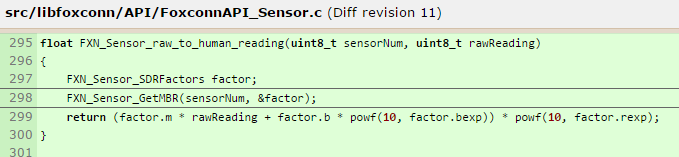 src/libfoxconn/API/FoxconnAPI_Sensor.c (Diff revision 11)
295 float FXN_Sensor_raw_to_human_reading(uint8_t sensorNum, uint8_t rawReading)
296 {
297     FXN_Sensor_SDRFactors factor;
298     FXN_Sensor_GetMBR(sensorNum, &factor);
299     return (factor.m * rawReading + factor.b * powf(10, factor.bexp)) * powf(10, factor.rexp);
300 }
301